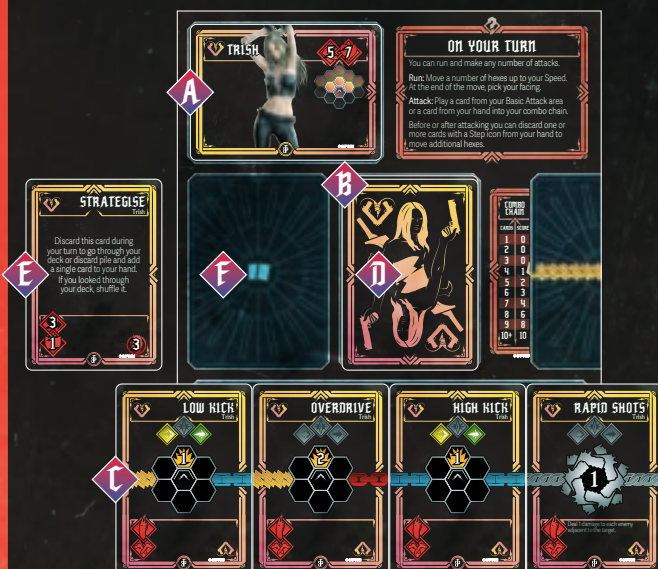 TRISH
5 7
ON YOUR TURN
You can run and make any number of attacks.
Run: Move a number of hexes up to your Speed.
At the end of the move, pick your facing.
Attack: Play a card from your Basic Attack area
or a card from your hand into your combo chain.
Before or after attacking you can discard one or
more cards with a Step icon from your hand to
move additional hexes.
A
B
STRATEGISE
Trish
Discard this card during
your turn to go through your
deck or discard pile and add
a single card to your hand.
If you looked through
your deck, shuffle it.
3
1
3
E
F
D
COMBO
CHAIN
CARDS SCORE
1 0
2 0
3 0
4 1
5 2
6 3
7 4
8 6
9 8
10+ 10
C
LOW KICK
Trish
1
OVERDRIVE
Trish
2
HIGH KICK
Trish
1
RAPID SHOTS
Trish
1
Deal 1 damage to each enemy
adjacent to the target.